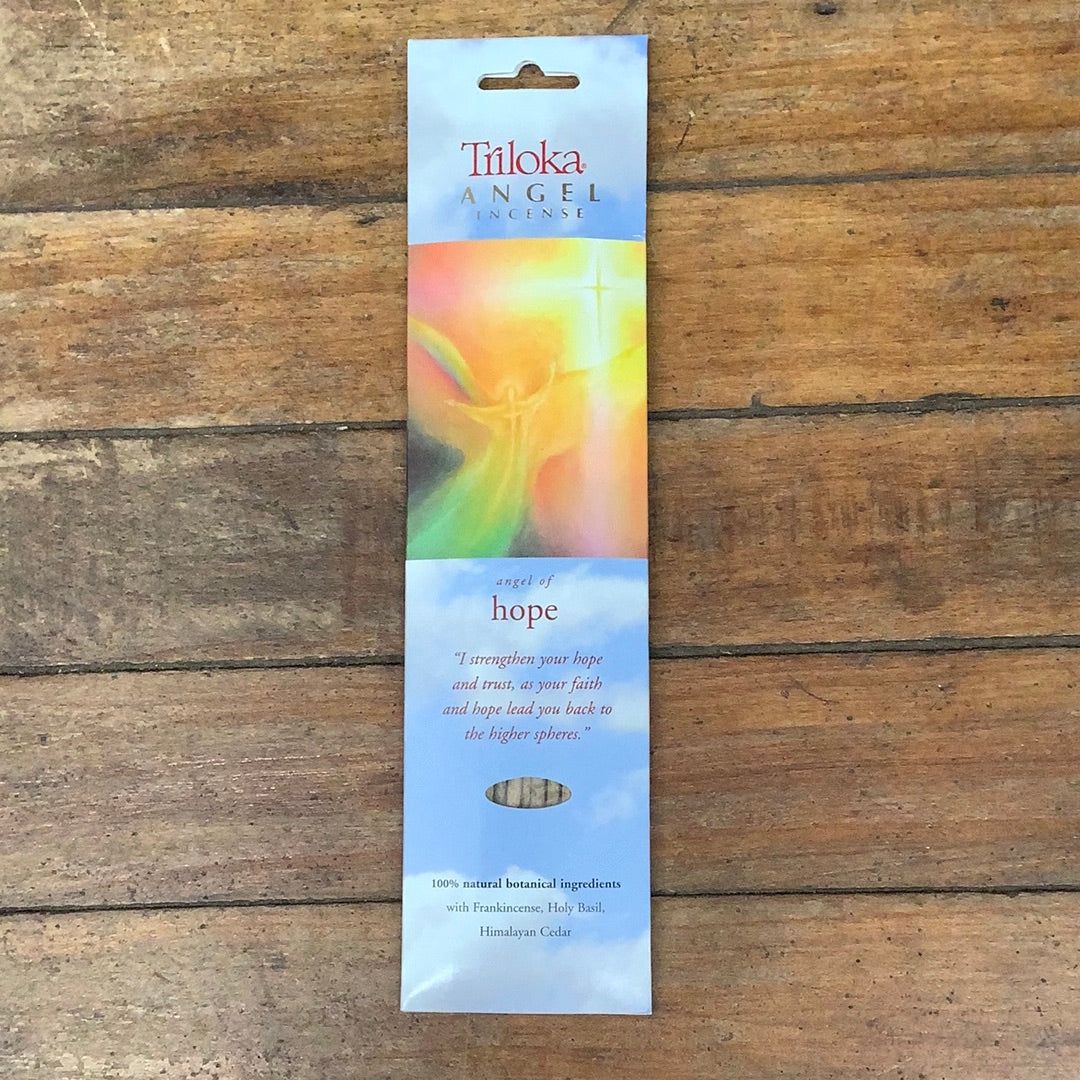 Triloka®
ANGEL
INCENSE
angel of
hope
“I strengthen your hope
and trust, as your faith
and hope lead you back to
the higher spheres.”
100% natural botanical ingredients
with Frankincense, Holy Basil,
Himalayan Cedar